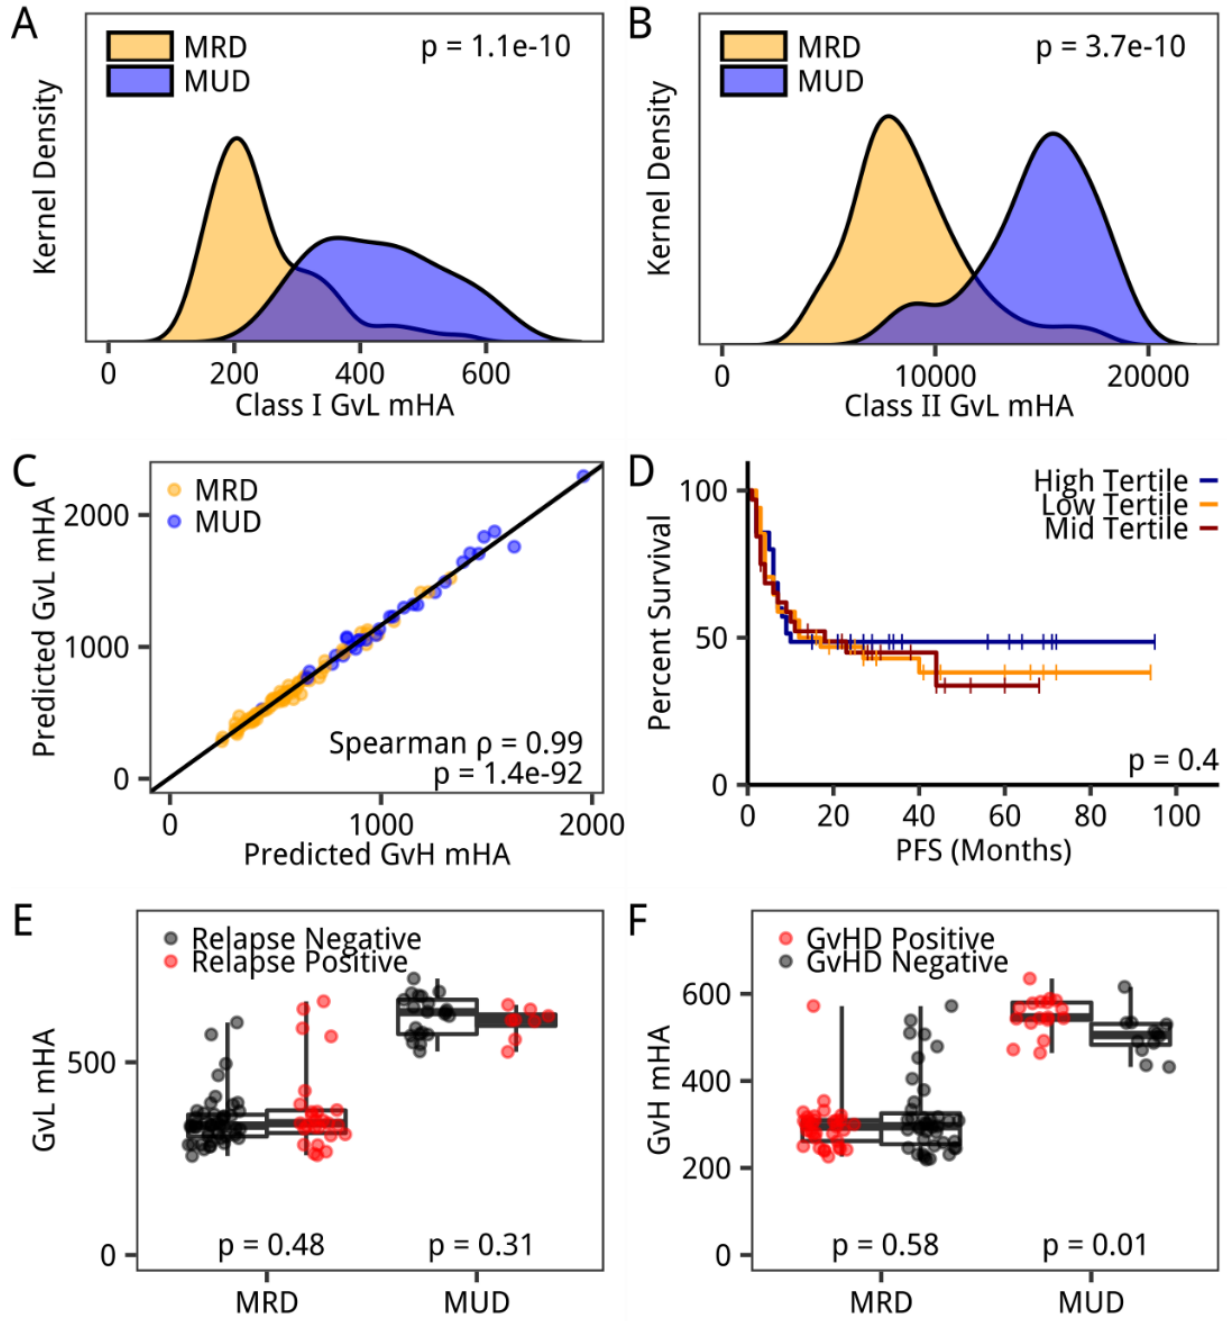 A
MRD
MUD
p = 1.1e-10
Kernel Density
0
200
400
600
Class I GvL mHA
B
MRD
MUD
p = 3.7e-10
Kernel Density
0
10000
20000
Class II GvL mHA
C
MRD
MUD
2000
1000
0
Predicted GvL mHA
Spearman ρ = 0.99
p = 1.4e-92
0
1000
2000
Predicted GvH mHA
D
High Tertile
Low Tertile
Mid Tertile
100
50
0
Percent Survival
p = 0.4
0
20
40
60
80
100
PFS (Months)
E
Relapse Negative
Relapse Positive
500
0
GvL mHA
p = 0.48
p = 0.31
MRD
MUD
F
GvHD Positive
GvHD Negative
600
400
200
0
GvH mHA
p = 0.58
p = 0.01
MRD
MUD